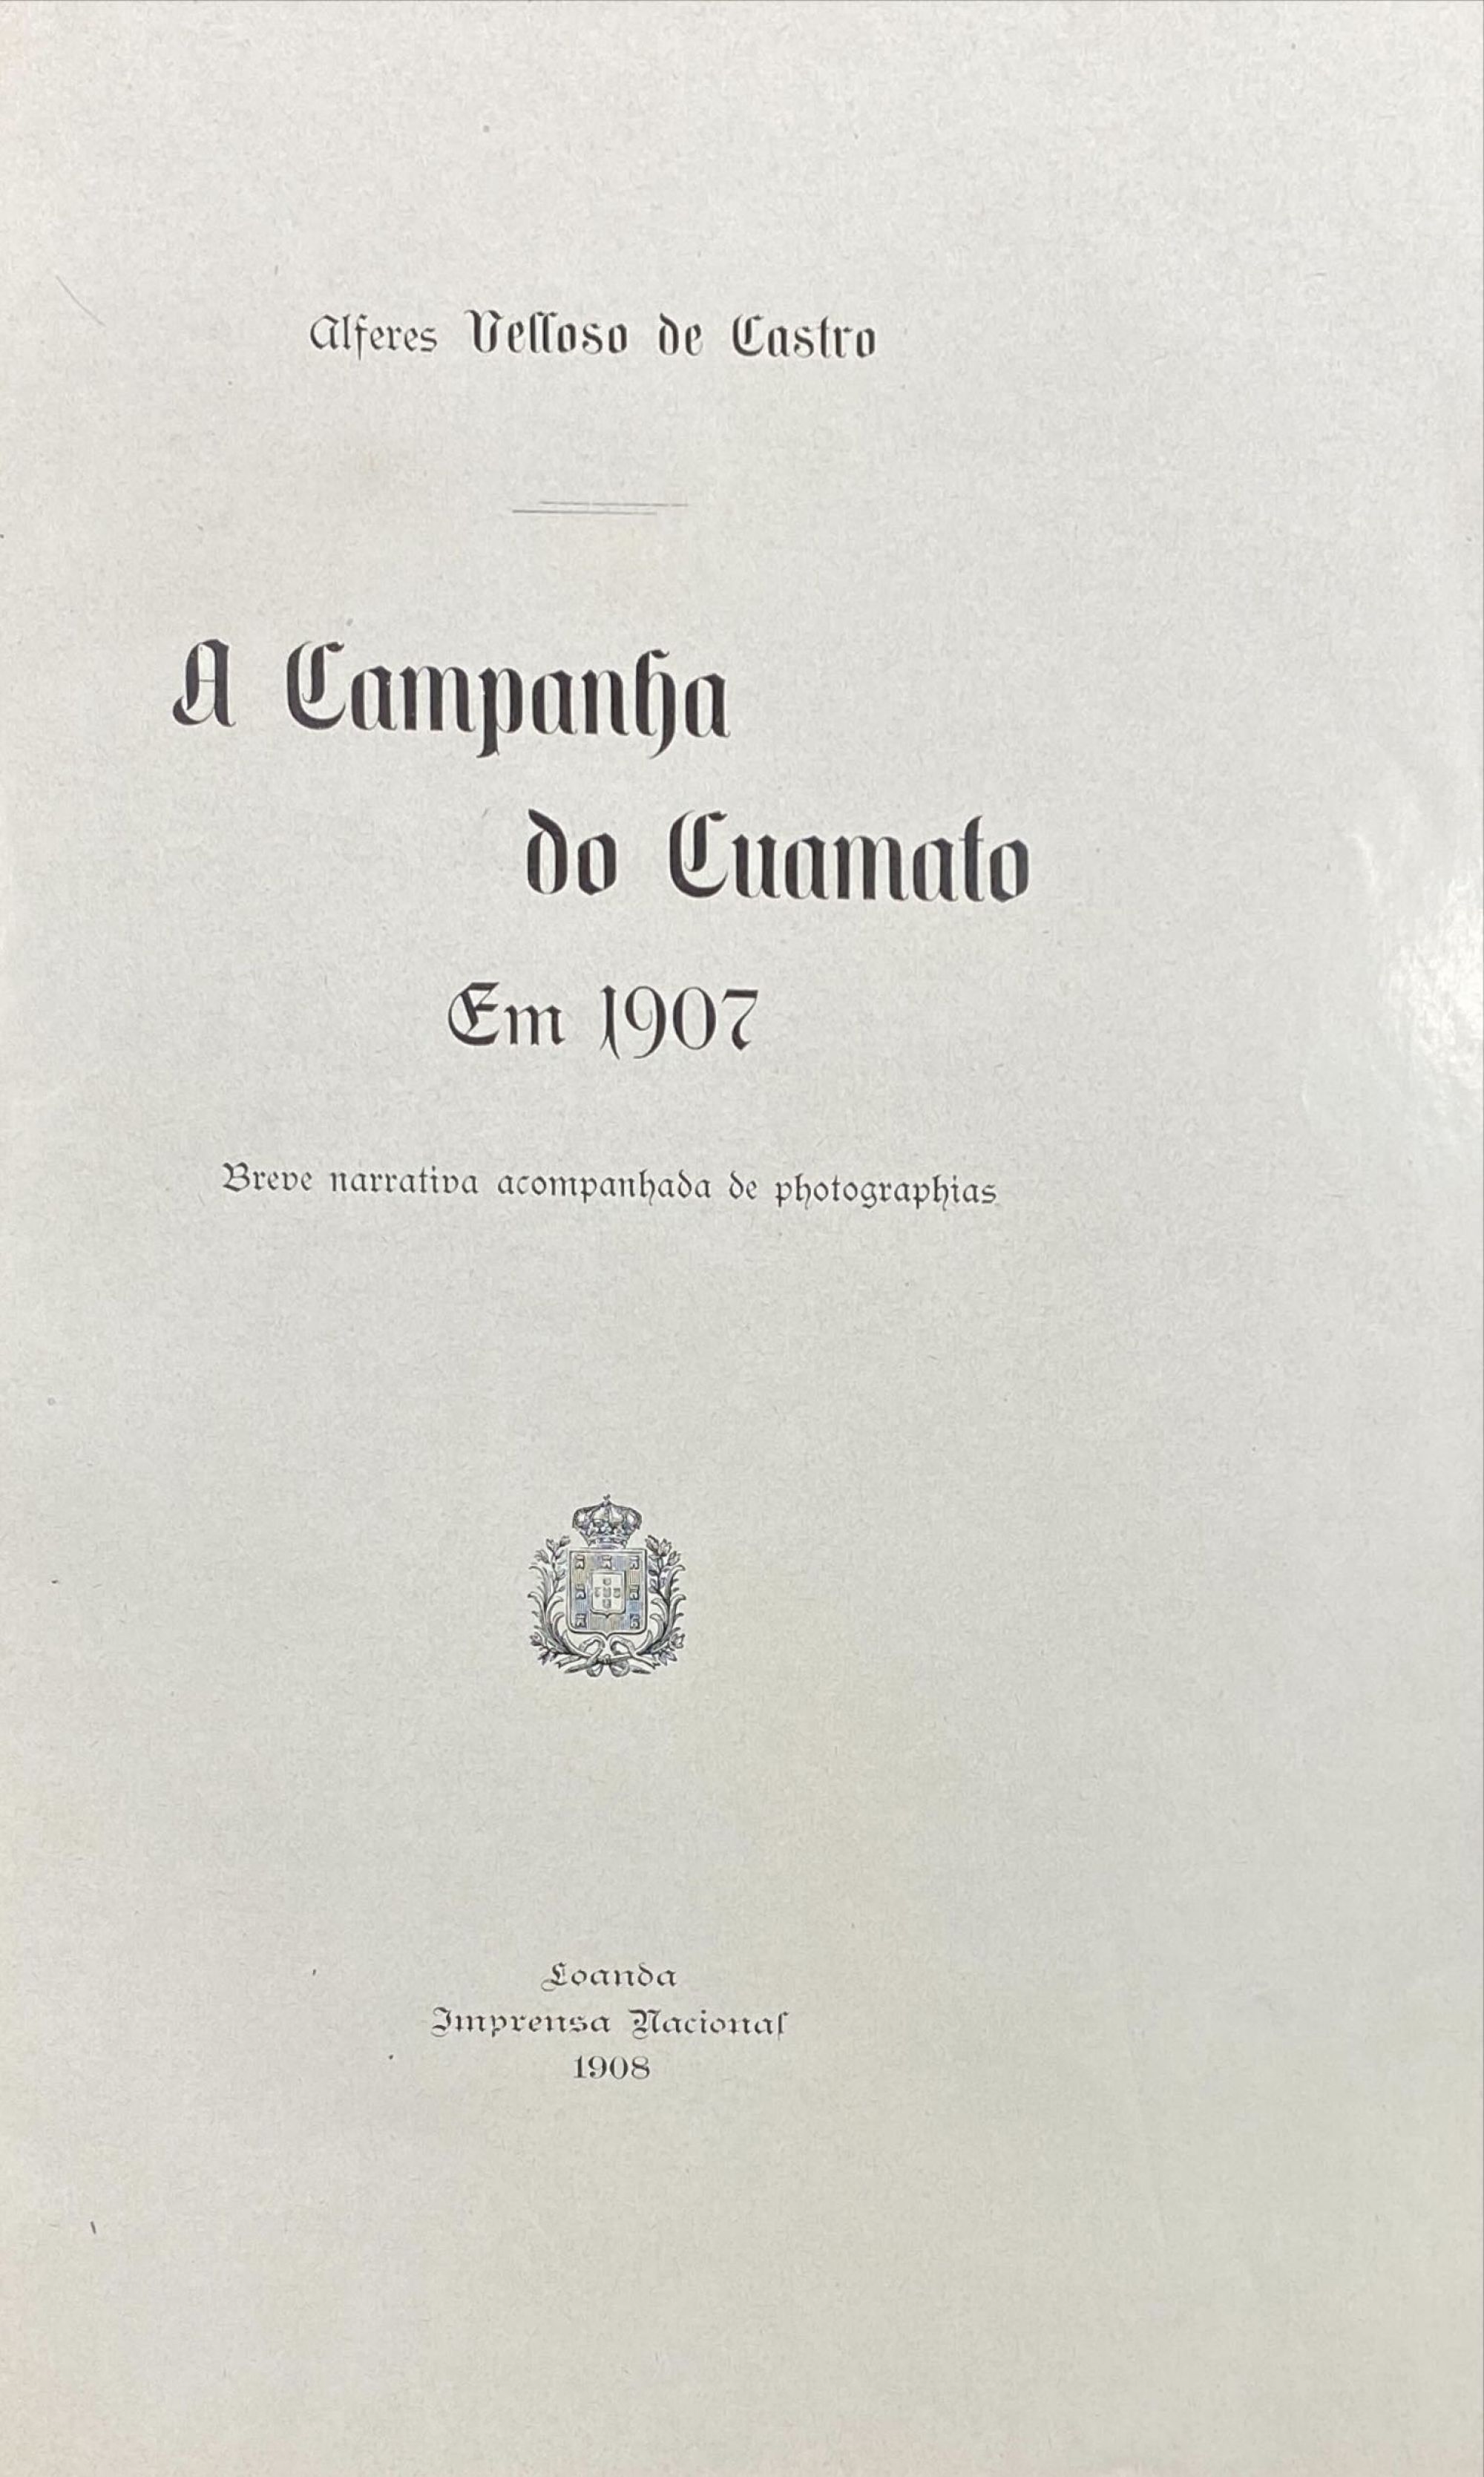 Alferes Velloso de Castro
A Campanha
do Cuamato
Em 1907
Breve narrativa acompanhada de photographias
Loanda
Imprensa Nacional
1908